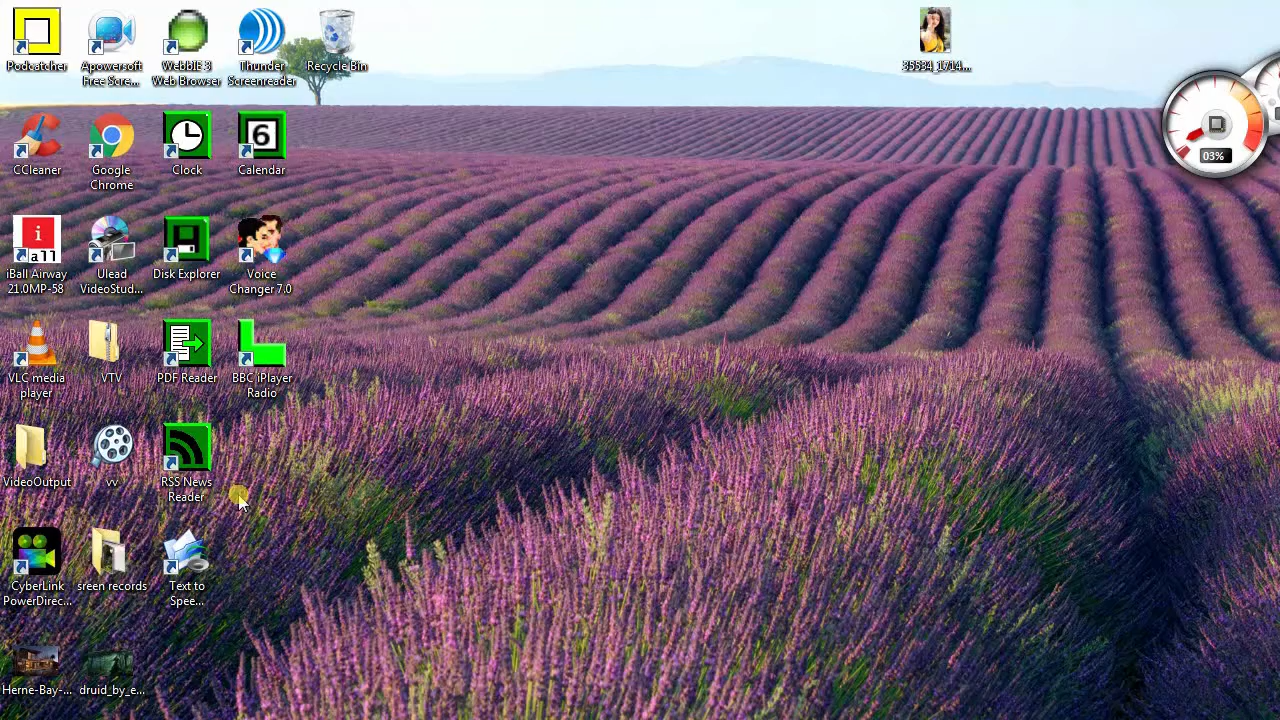 Podcatcher
Apowersoft
Free Scre...
WebbIE 3
Web Browser
Thunder
Screenreader
Recycle Bin
35534_1714...
CCleaner
Google
Chrome
Clock
6
Calendar
03%
i
a11
iBall Airway
21.0MP-58
Ulead
VideoStud...
Disk Explorer
Voice
Changer 7.0
VLC media
player
VTV
PDF Reader
BBC iPlayer
Radio
VideoOutput
vv
RSS News
Reader
CyberLink
PowerDirec...
sreen records
Text to
Spee...
Herne-Bay-...
druid_by_e...